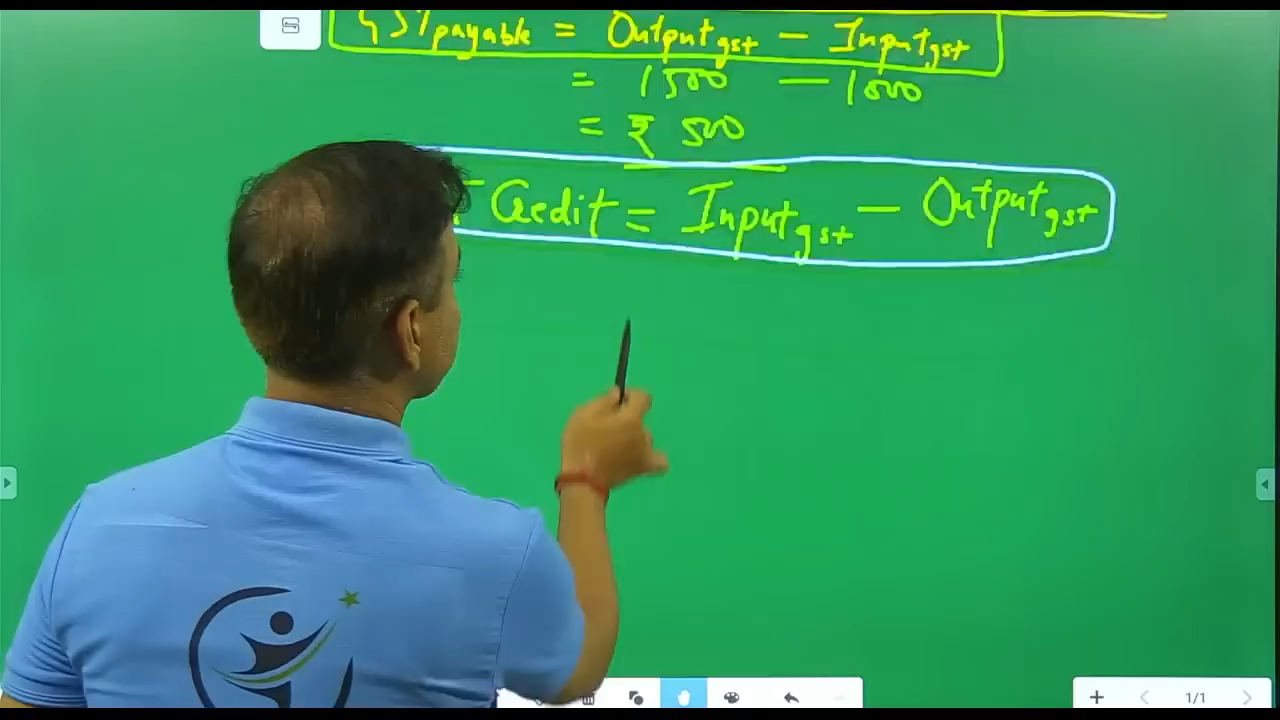 GST payable = Output gst – Input gst
= 1500 – 1000
= ₹ 500
Credit = Input gst – Output gst
1/1